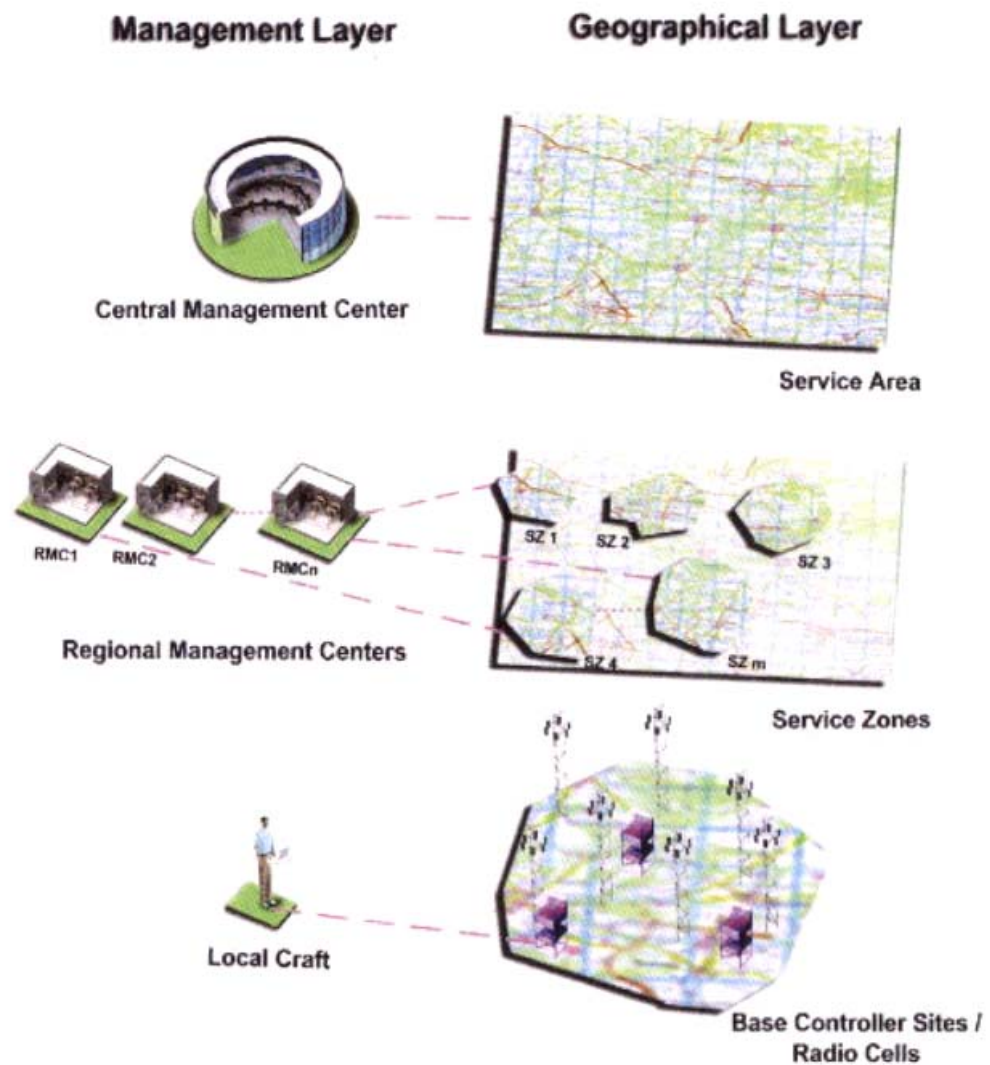 Management Layer
Geographical Layer
Central Management Center
Service Area
RMC1
RMC2
RMCn
SZ 1
SZ 2
SZ 3
SZ 4
SZ m
Regional Management Centers
Service Zones
Local Craft
Base Controller Sites /
Radio Cells